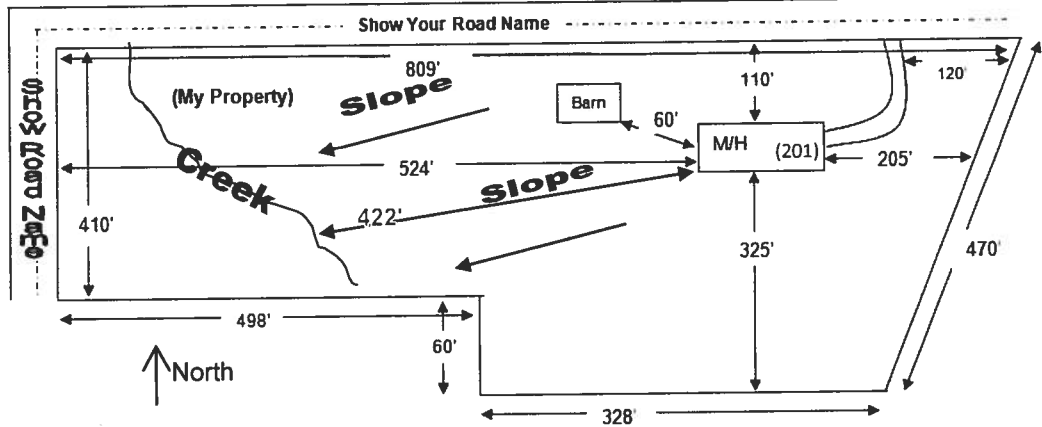 Show Your Road Name
Show Road Name
809'
110'
120'
(My Property)
Slope
Barn
60'
M/H
(201)
205'
Creek
524'
Slope
410'
422'
325'
470'
498'
60'
North
328'